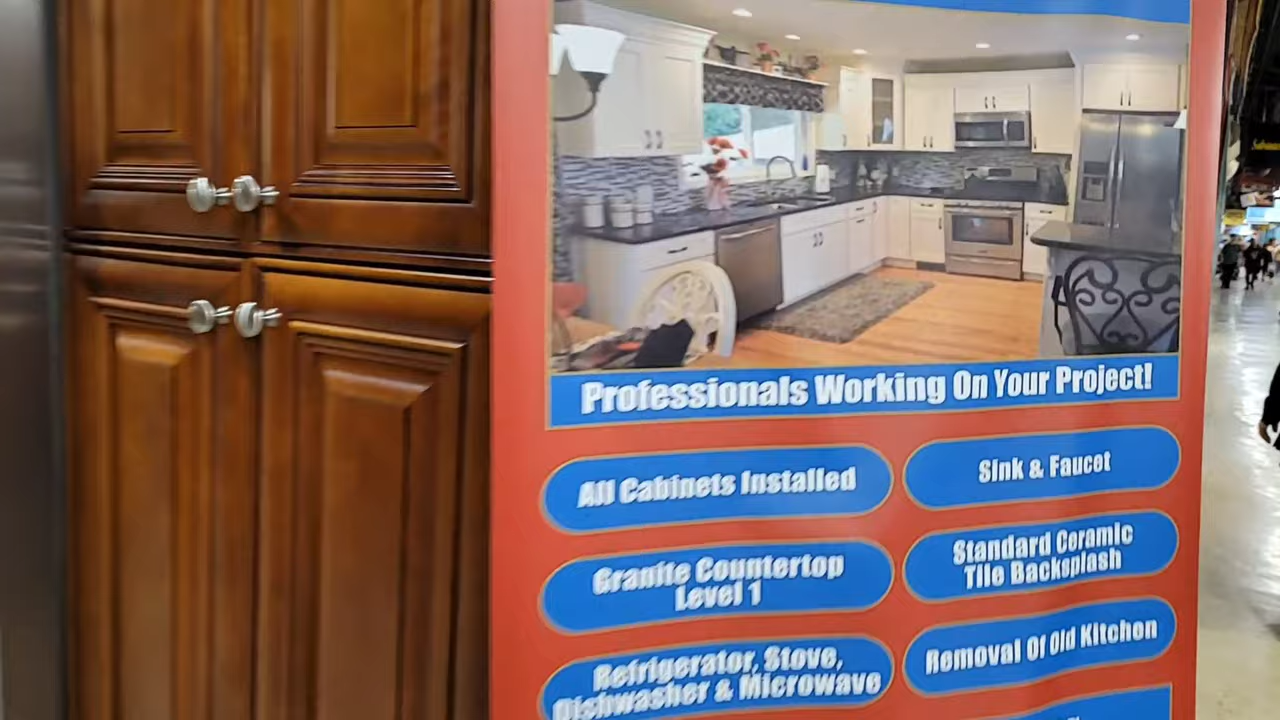 Professionals Working On Your Project!
All Cabinets Installed
Sink & Faucet
Granite Countertop
Level 1
Standard Ceramic
Tile Backsplash
Refrigerator, Stove,
Dishwasher & Microwave
Removal Of Old Kitchen